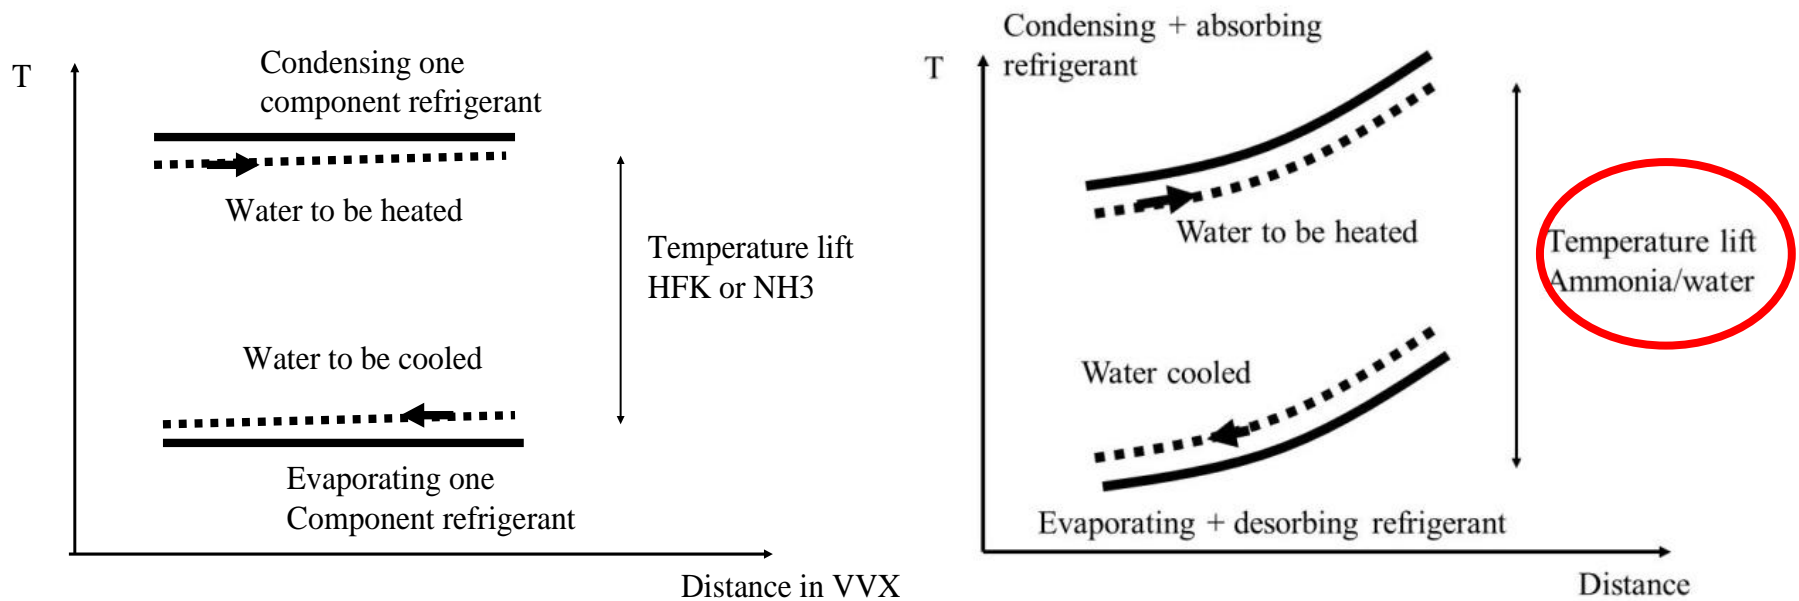 T
Condensing one
component refrigerant
Water to be heated
Temperature lift
HFK or NH3
Water to be cooled
Evaporating one
Component refrigerant
Distance in VVX
Condensing + absorbing
refrigerant
T
Water to be heated
Temperature lift
Ammonia/water
Water cooled
Evaporating + desorbing refrigerant
Distance